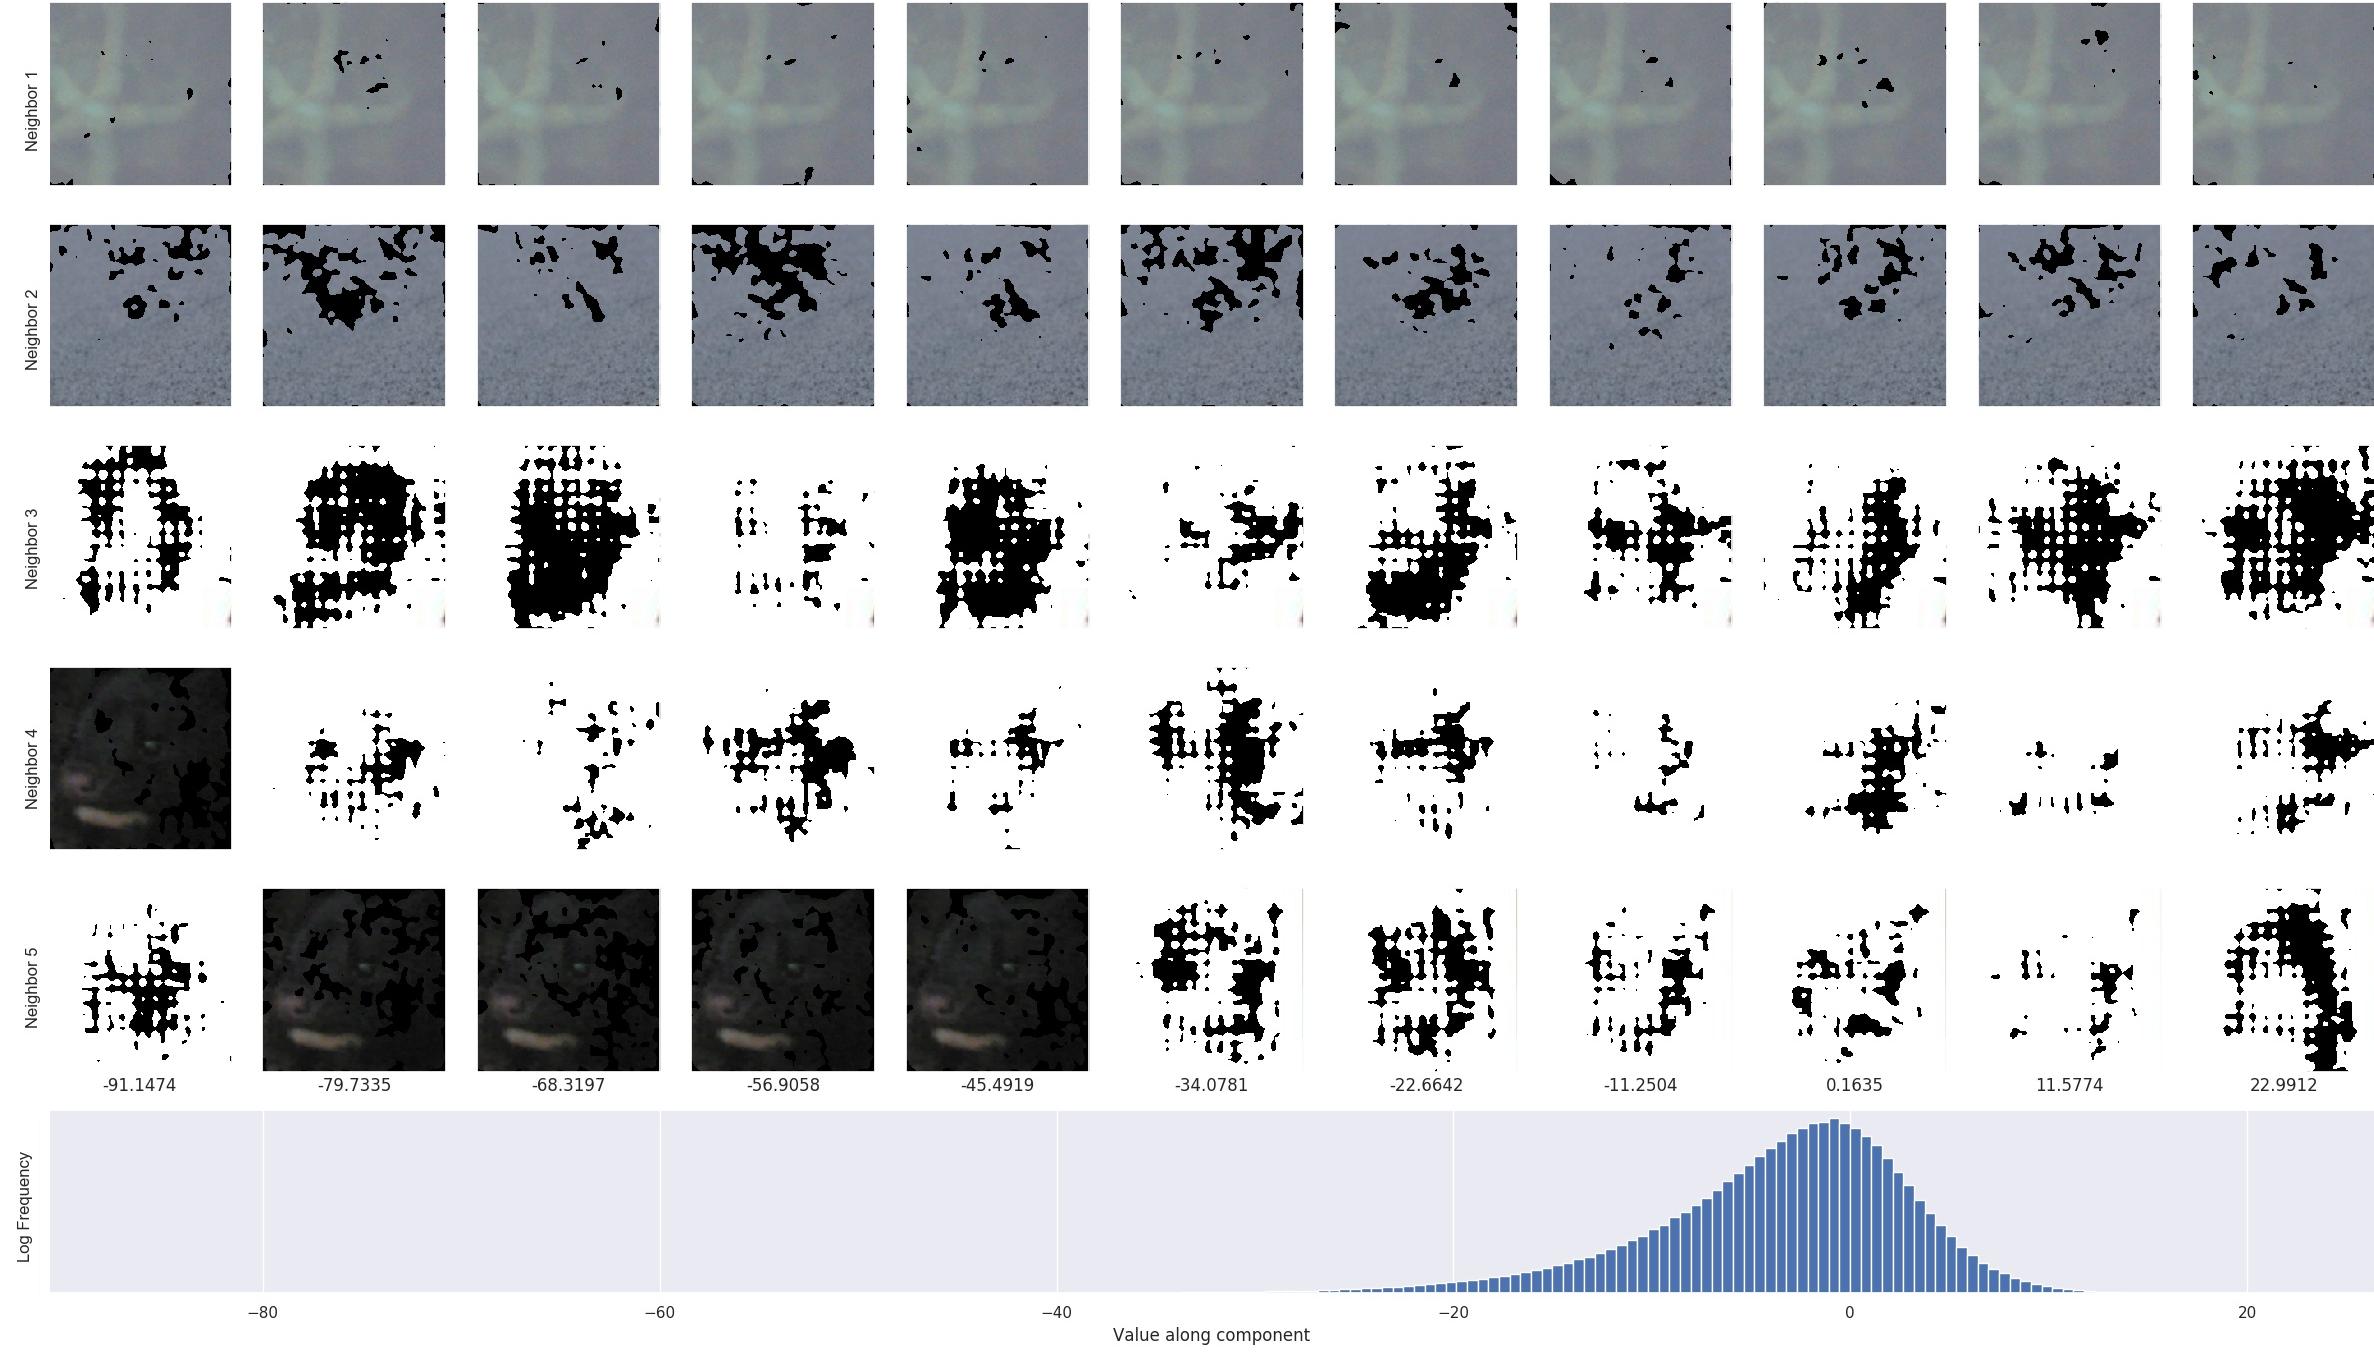 Neighbor 1
Neighbor 2
Neighbor 3
Neighbor 4
Neighbor 5
-91.1474 -79.7335 -68.3197 -56.9058 -45.4919 -34.0781 -22.6642 -11.2504 0.1635 11.5774 22.9912
Log Frequency
−80 −60 −40 −20 0 20
Value along component